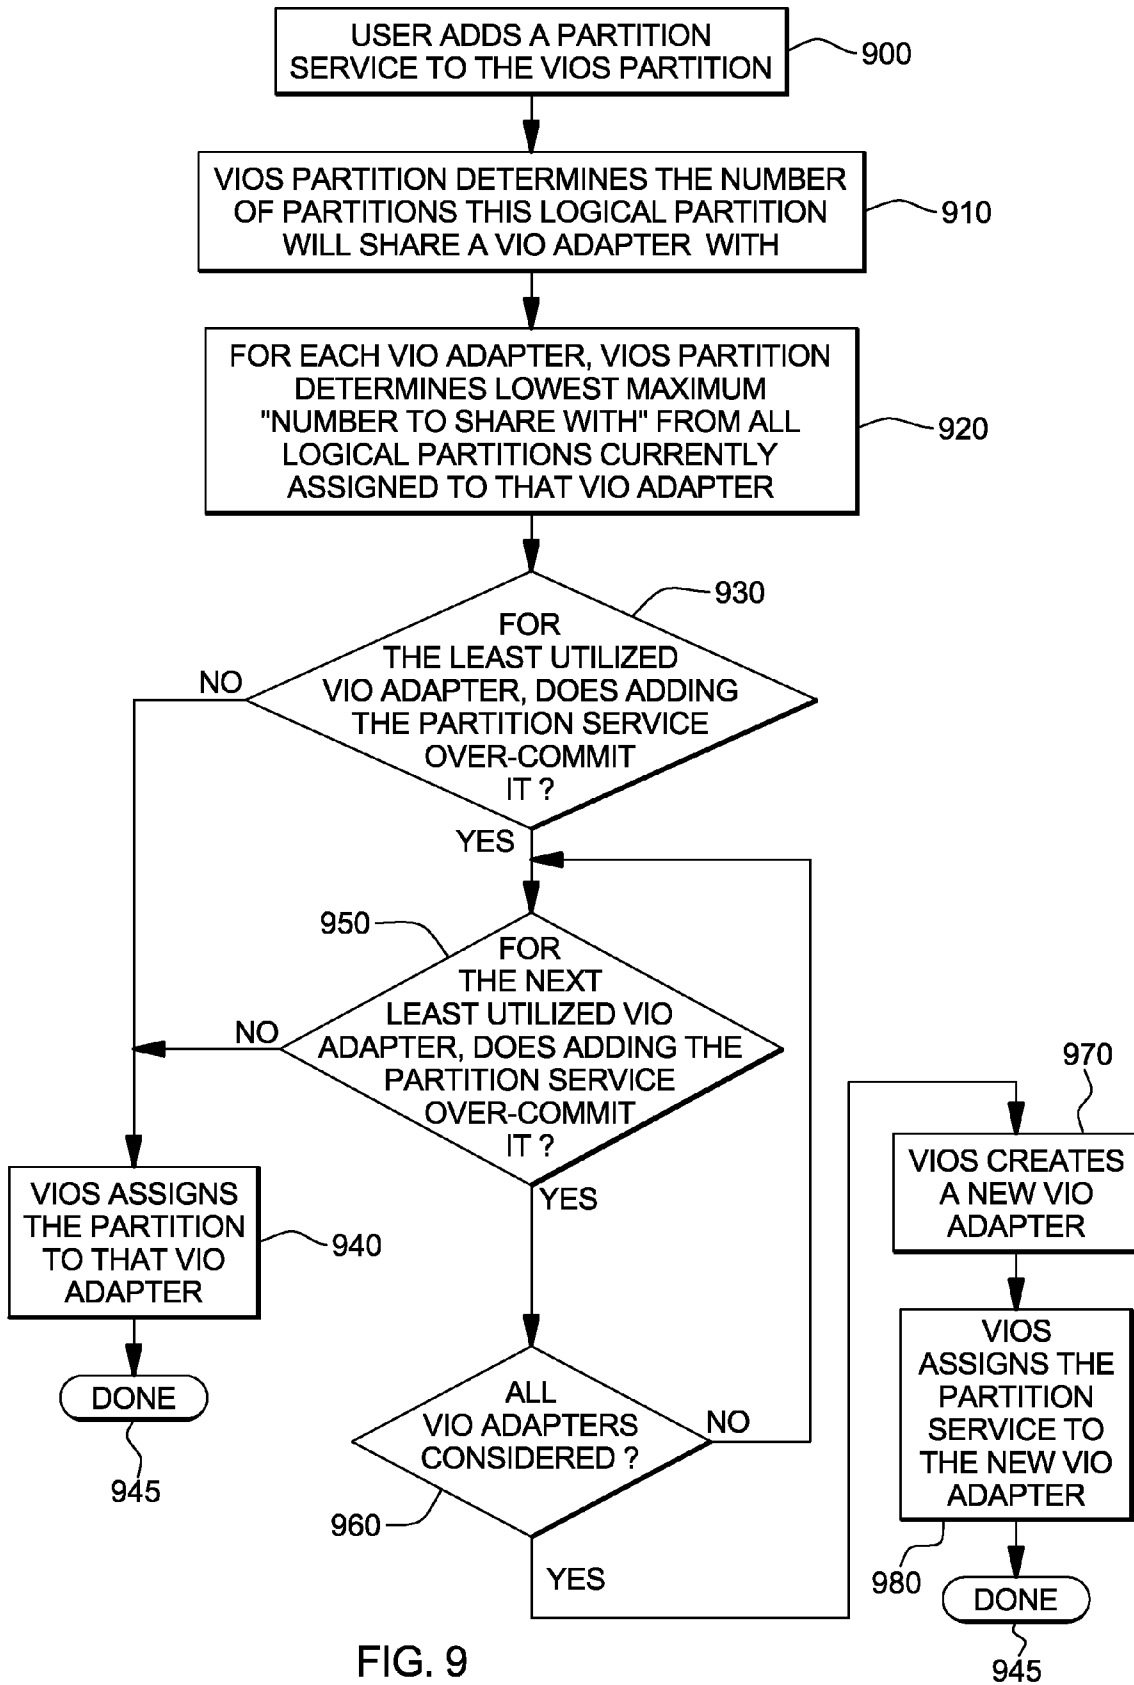 USER ADDS A PARTITION
SERVICE TO THE VIOS PARTITION
900
VIOS PARTITION DETERMINES THE NUMBER
OF PARTITIONS THIS LOGICAL PARTITION
WILL SHARE A VIO ADAPTER WITH
910
FOR EACH VIO ADAPTER, VIOS PARTITION
DETERMINES LOWEST MAXIMUM
"NUMBER TO SHARE WITH" FROM ALL
LOGICAL PARTITIONS CURRENTLY
ASSIGNED TO THAT VIO ADAPTER
920
930
FOR
THE LEAST UTILIZED
VIO ADAPTER, DOES ADDING
THE PARTITION SERVICE
OVER-COMMIT
IT ?
NO
YES
950
FOR
THE NEXT
LEAST UTILIZED VIO
ADAPTER, DOES ADDING THE
PARTITION SERVICE
OVER-COMMIT
IT ?
NO
YES
VIOS ASSIGNS
THE PARTITION
TO THAT VIO
ADAPTER
940
DONE
945
ALL
VIO ADAPTERS
CONSIDERED ?
NO
960
YES
970
VIOS CREATES
A NEW VIO
ADAPTER
VIOS
ASSIGNS THE
PARTITION
SERVICE TO
THE NEW VIO
ADAPTER
980
DONE
945
FIG. 9